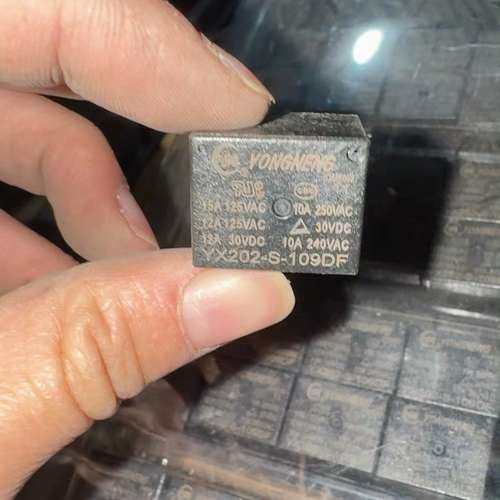 YONGNENG
15A 125VAC 10A 250VAC
12A 125VAC 30VDC
12A 30VDC 10A 240VAC
YX202-S-109DF